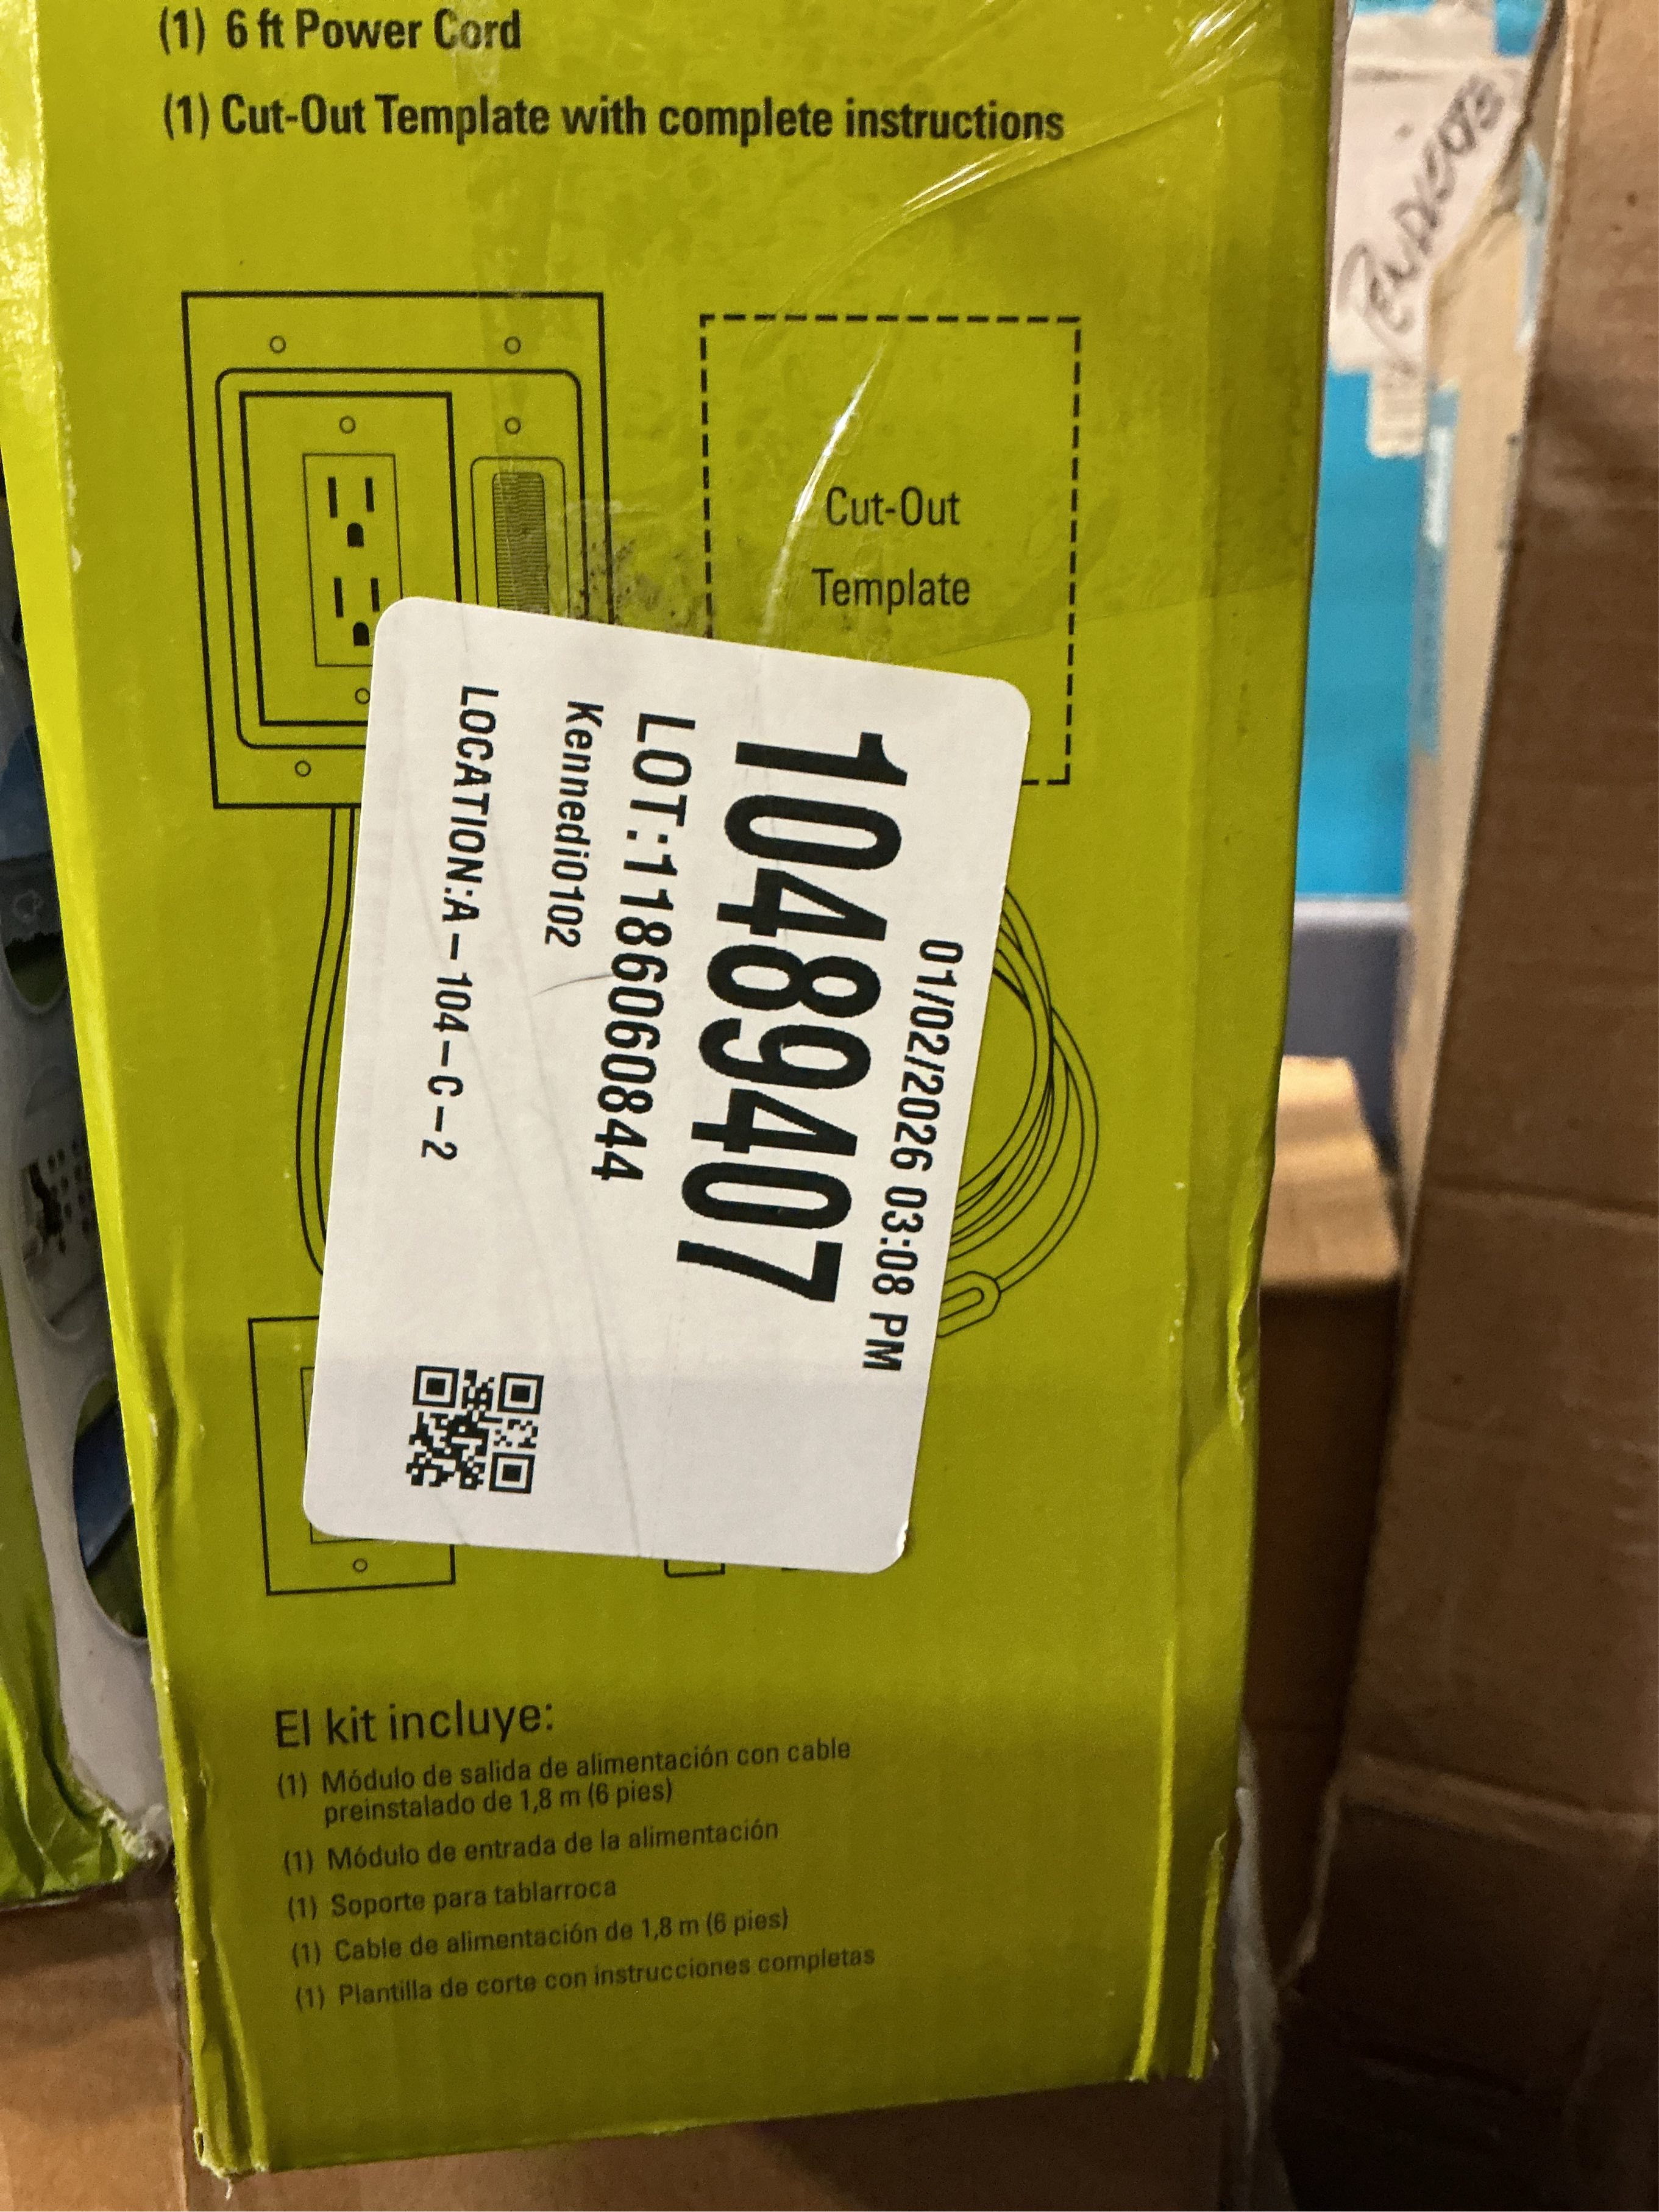 (1) 6 ft Power Cord
(1) Cut-Out Template with complete instructions
Cut-Out
Template
01/02/2026 03:08 PM
10489407
LOT:118606084​4
Kennedi0102
LOCATION:A-104-C-2
El kit incluye:
(1) Módulo de salida de alimentación con cable
preinstalado de 1,8 m (6 pies)
(1) Módulo de entrada de la alimentación
(1) Soporte para tablarroca
(1) Cable de alimentación de 1,8 m (6 pies)
(1) Plantilla de corte con instrucciones completas